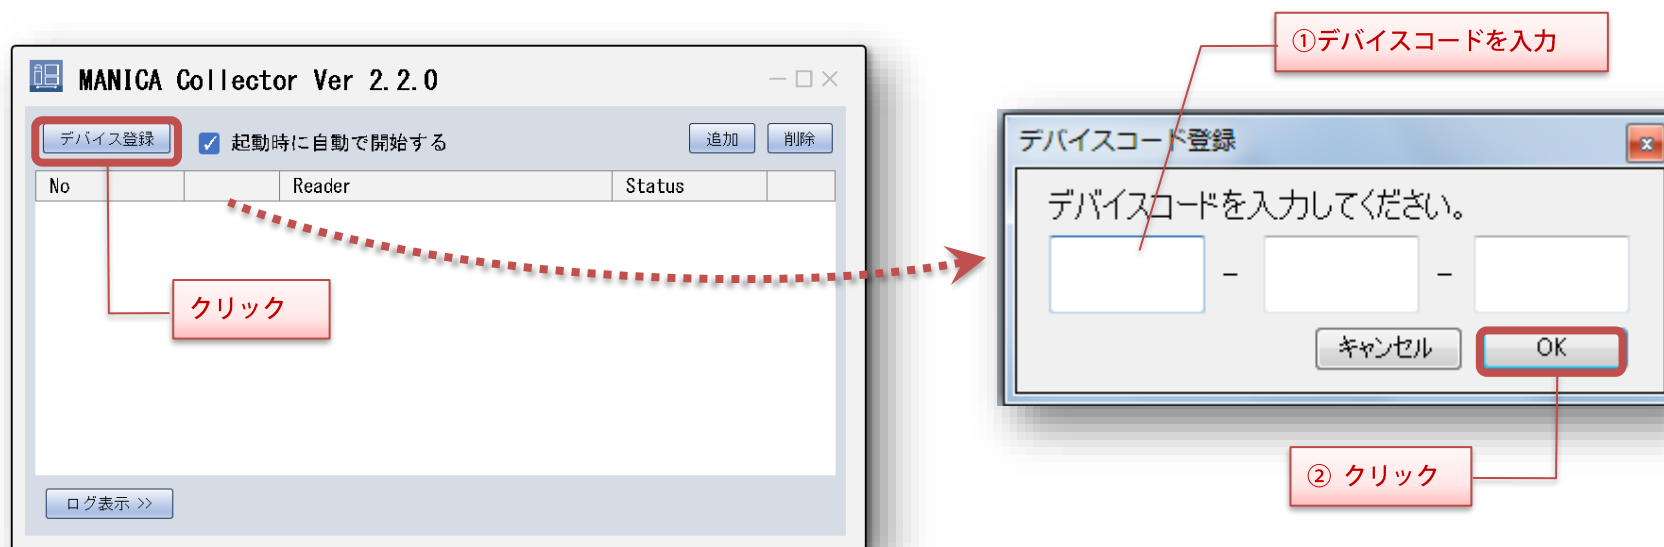 MANICA Collector Ver 2.2.0
デバイス登録
起動時に自動で開始する
追加
削除
No
Reader
Status
クリック
ログ表示 >>
①デバイスコードを入力
デバイスコード登録
デバイスコードを入力してください。
-
-
キャンセル
OK
② クリック